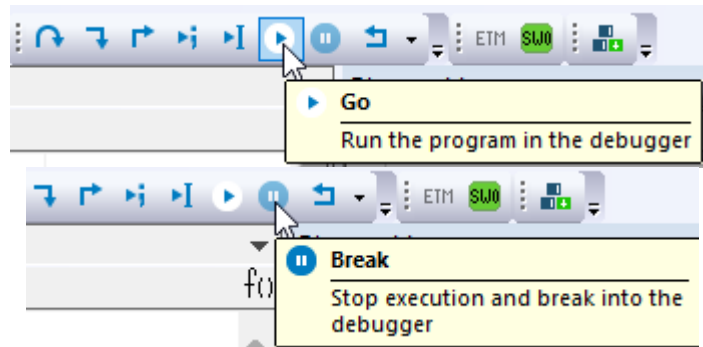 ETM SWO
Go
Run the program in the debugger
ETM SWO
f()
Break
Stop execution and break into the
debugger